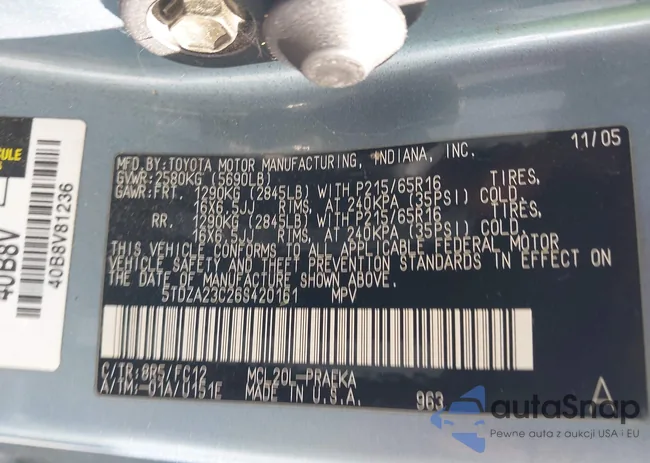 MFD.BY:TOYOTA MOTOR MANUFACTURING, INDIANA, INC. 11/05
GVWR:2580KG (5690LB)
GAWR:FRT. 1290KG (2845LB) WITH P215/65R16 TIRES,
16X6.5JJ RIMS, AT 240KPA (35PSI) COLD.
RR. 1290KG (2845LB) WITH P215/65R16 TIRES,
16X6.5JJ RIMS, AT 240KPA (35PSI) COLD.
THIS VEHICLE CONFORMS TO ALL APPLICABLE FEDERAL MOTOR
VEHICLE SAFETY AND THEFT PREVENTION STANDARDS IN EFFECT ON
THE DATE OF MANUFACTURE SHOWN ABOVE.
5TDZA23C26S420161 MPV
C/TR:8R5/FC12 MCL20L-PRAEKA
A/TM:-01A/U151E MADE IN U.S.A. 963 A
40B8V
40B8V81236
autoSnap
Pewne auta z aukcji USA i EU